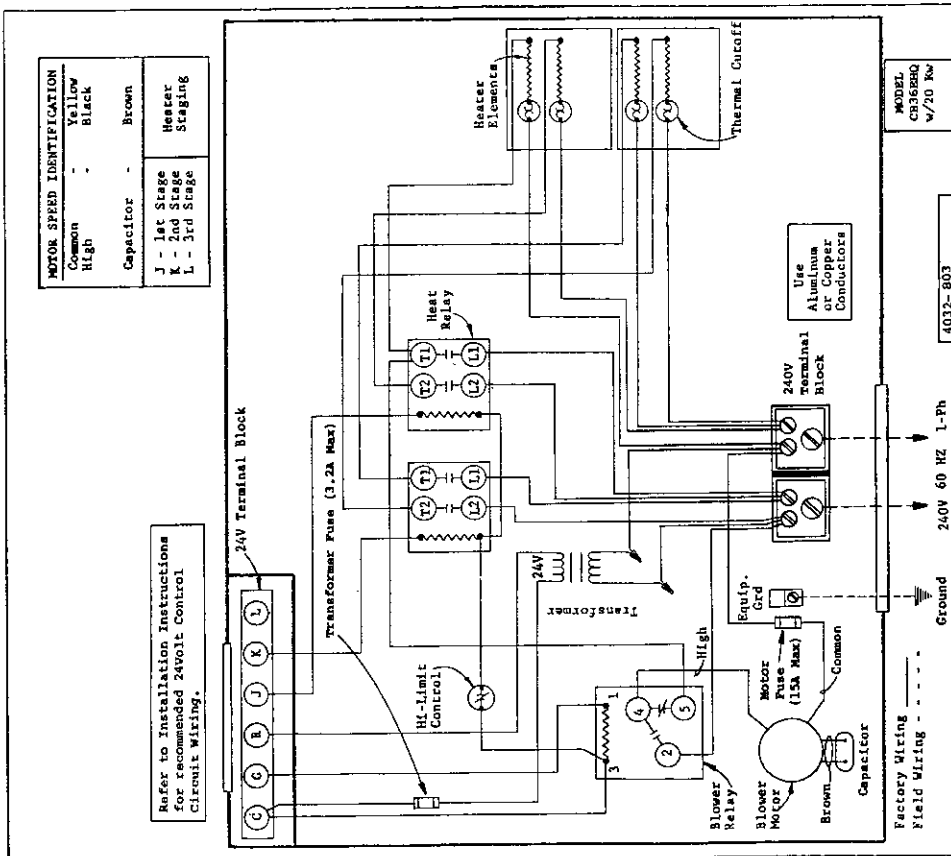 MOTOR SPEED IDENTIFICATION
Common - Yellow
High - Black
Capacitor - Brown
J - 1st Stage
K - 2nd Stage
L - 3rd Stage
Heater
Staging
Refer to Installation Instructions
for recommended 24Volt Control
Circuit Wiring.
24V Terminal Block
C
G
R
J
K
L
Transformer Fuse (3.2A Max)
Heat
Relay
T2
T1
L2
L1
T2
T1
L2
L1
Heater
Elements
Thermal Cutoff
Hi-Limit
Control
24V
Transformer
3
1
4
5
2
High
Blower
Relay
Blower
Motor
Brown
Capacitor
Common
Motor
Fuse
(15A Max)
Equip.
Grd
240V
Terminal
Block
Use
Aluminum
or Copper
Conductors
MODEL
CB36EHQ
w/20 Kw
4032-803
Ground
240V 60 HZ 1-Ph
Factory Wiring
Field Wiring